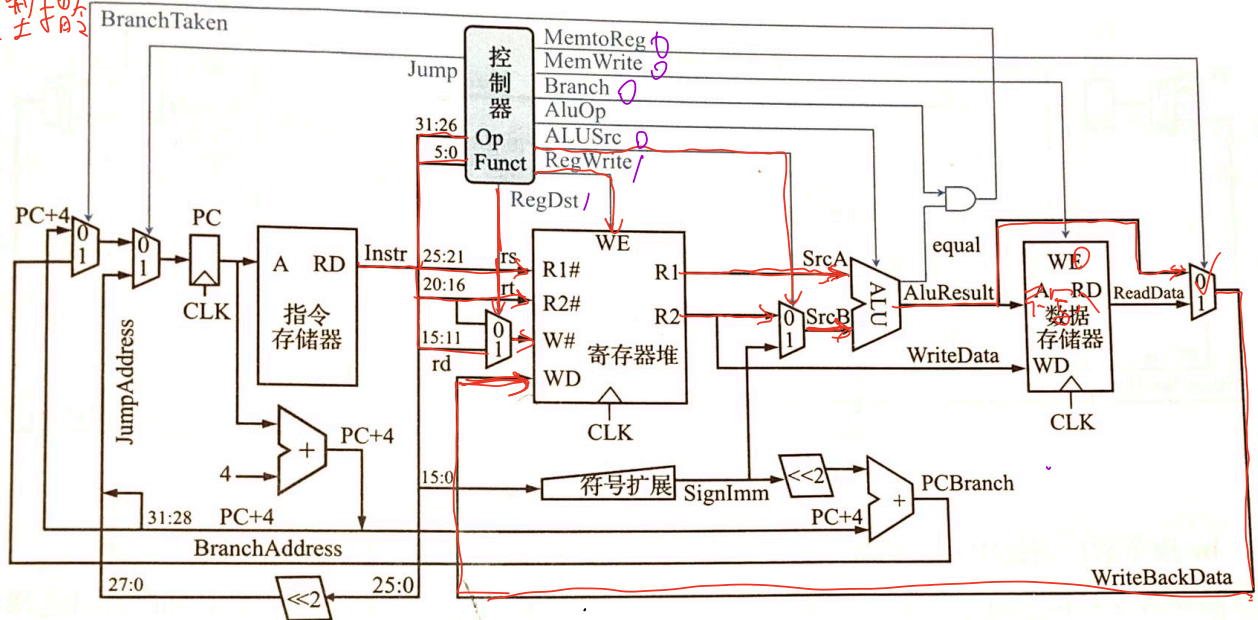 BranchTaken
MemtoReg 0
MemWrite 0
Branch 0
AluOp
ALUSrc 0
RegWrite 1
RegDst 1
Jump
控制器
31:26 Op
5:0 Funct
PC+4
0
1
0
1
PC
CLK
A RD
指令
存储器
Instr
25:21 rs
20:16 rt
0
1
15:11
rd
WE
R1# R1
R2# R2
W#
寄存器堆
WD
CLK
SrcA
0
1
SrcB
ALU
equal
AluResult
WriteData
WE 0
A RD
数据
存储器
WD
CLK
ReadData
0
1
JumpAddress
4
+
PC+4
15:0
符号扩展
SignImm
<<2
+
PCBranch
PC+4
31:28 PC+4
BranchAddress
27:0
<<2
25:0
WriteBackData